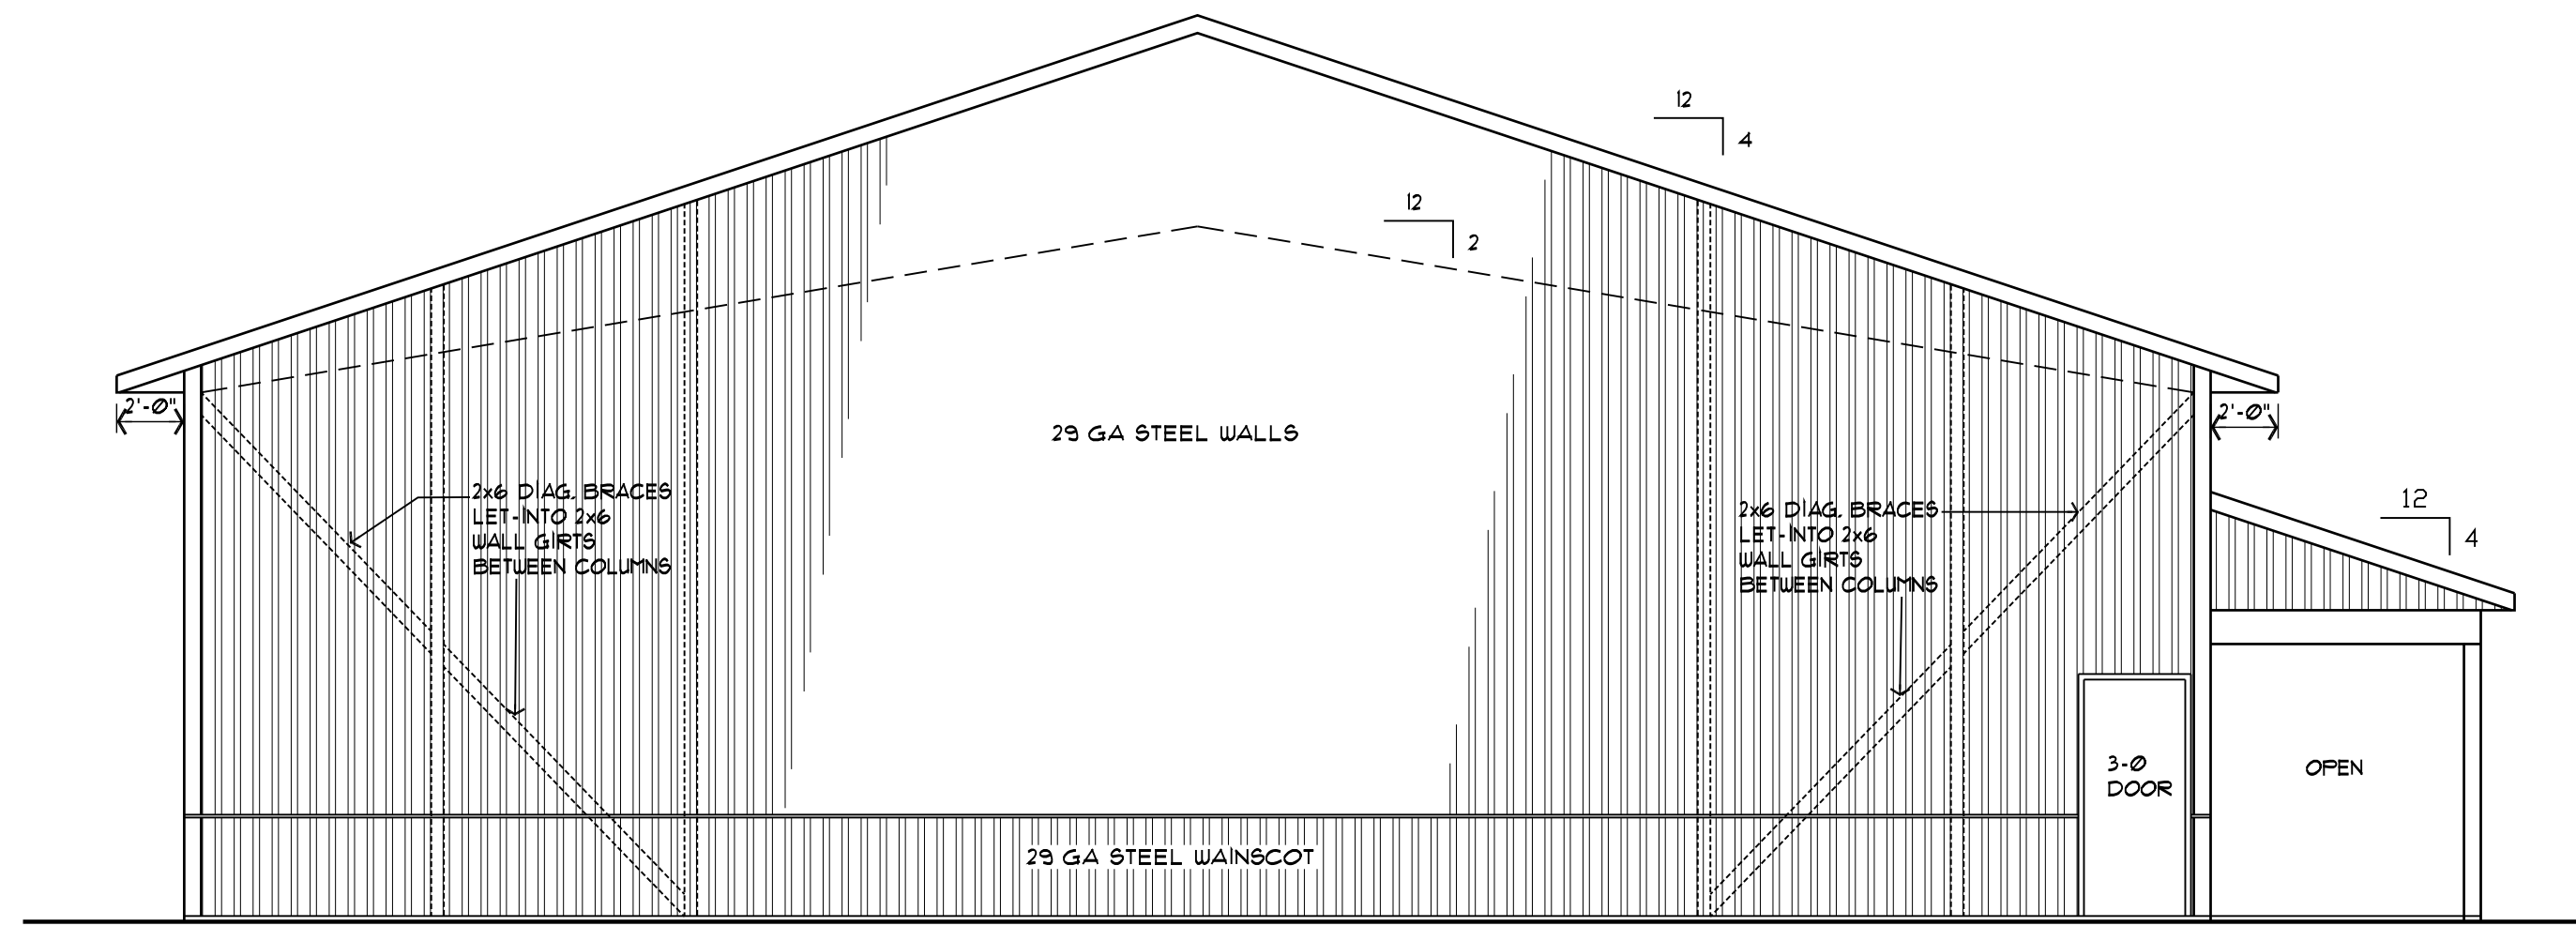 12
4
12
2
2'-0"
2'-0"
29 GA STEEL WALLS
2x6 DIAG. BRACES
LET-INTO 2x6
WALL GIRTS
BETWEEN COLUMNS
2x6 DIAG. BRACES
LET-INTO 2x6
WALL GIRTS
BETWEEN COLUMNS
12
4
3-0
DOOR
OPEN
29 GA STEEL WAINSCOT